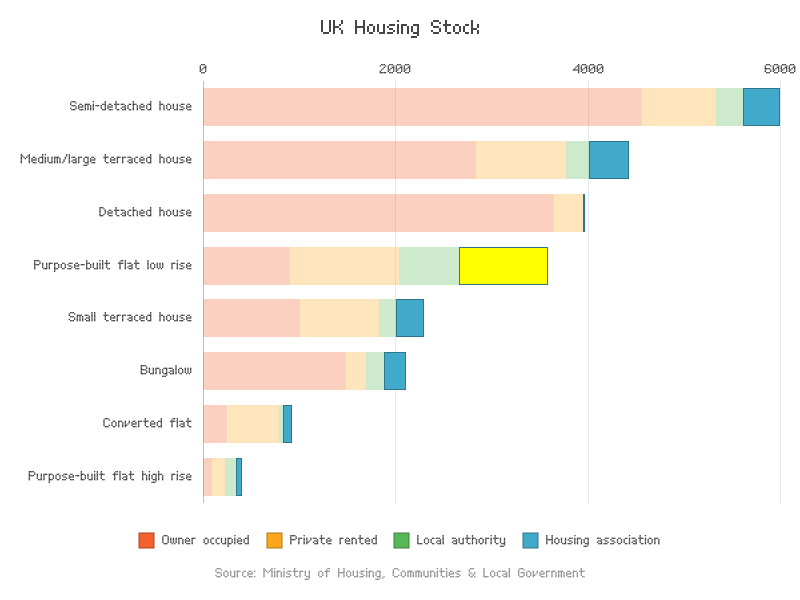 UK Housing Stock
0 2000 4000 6000
Semi-detached house
Medium/large terraced house
Detached house
Purpose-built flat low rise
Small terraced house
Bungalow
Converted flat
Purpose-built flat high rise
Owner occupied Private rented Local authority Housing association
Source: Ministry of Housing, Communities & Local Government